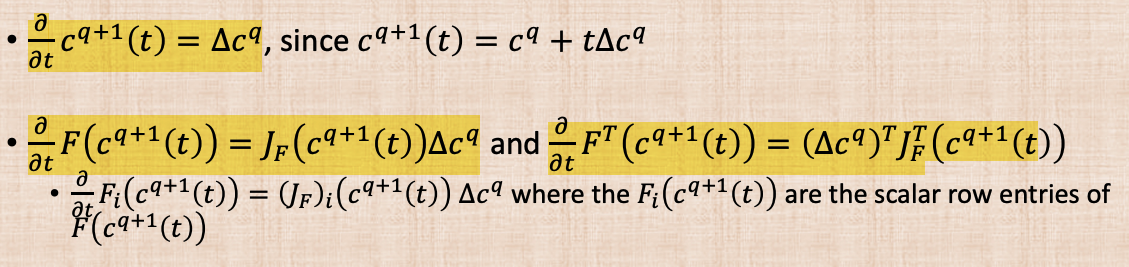 • ∂/∂t c^{q+1}(t) = Δc^q, since c^{q+1}(t) = c^q + tΔc^q
• ∂/∂t F(c^{q+1}(t)) = J_F(c^{q+1}(t))Δc^q and ∂/∂t F^T(c^{q+1}(t)) = (Δc^q)^T J_F^T(c^{q+1}(t))
• ∂/∂t F_i(c^{q+1}(t)) = (J_F)_i(c^{q+1}(t)) Δc^q where the F_i(c^{q+1}(t)) are the scalar row entries of
F(c^{q+1}(t))